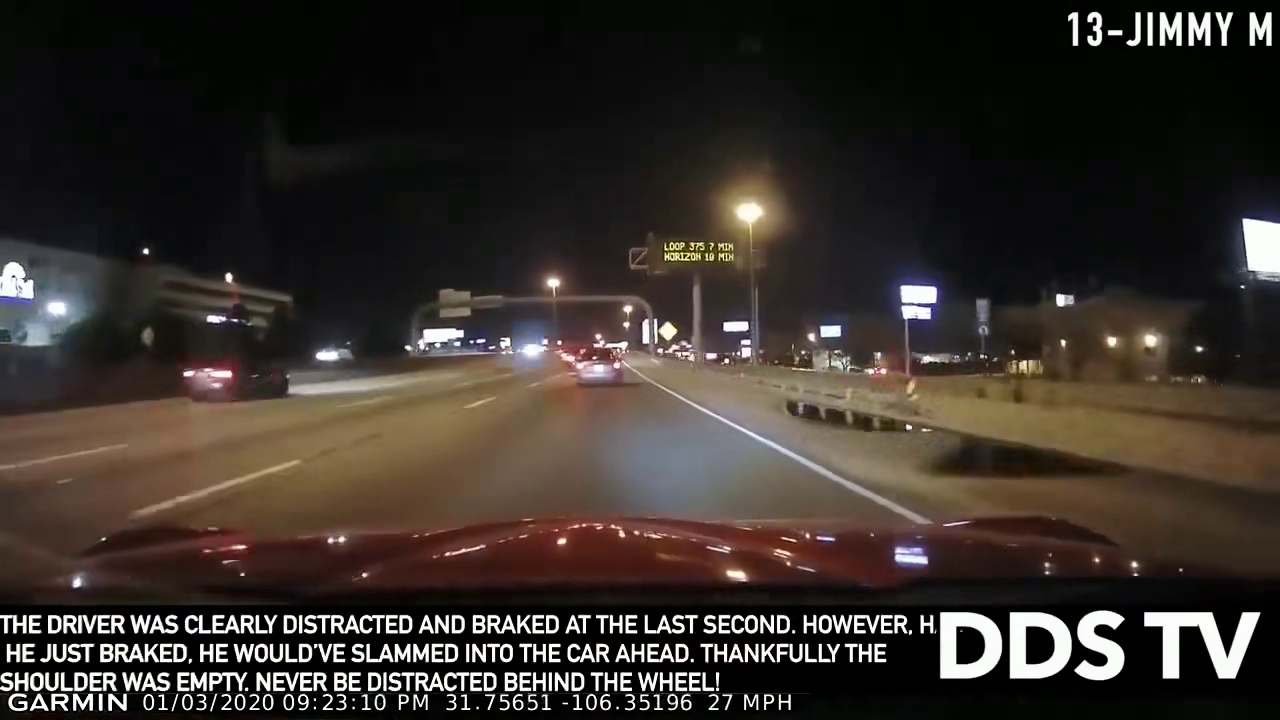 13-JIMMY M
LOOP 375 7 MIN
HORIZON 10 MIN
THE DRIVER WAS CLEARLY DISTRACTED AND BRAKED AT THE LAST SECOND. HOWEVER,
HE JUST BRAKED, HE WOULD'VE SLAMMED INTO THE CAR AHEAD. THANKFULLY THE
SHOULDER WAS EMPTY. NEVER BE DISTRACTED BEHIND THE WHEEL!
DDS TV
GARMIN 01/03/2020 09:23:10 PM 31.75651 -106.35196 27 MPH